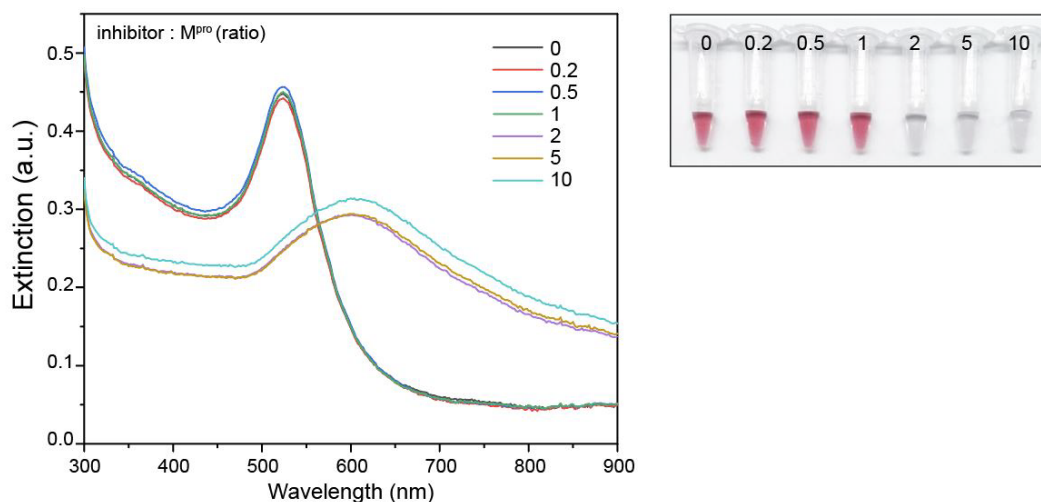 inhibitor : Mᵖʳᵒ (ratio)
0
0.2
0.5
1
2
5
10
Extinction (a.u.)
0.5
0.4
0.3
0.2
0.1
0.0
300 400 500 600 700 800 900
Wavelength (nm)
0 0.2 0.5 1 2 5 10